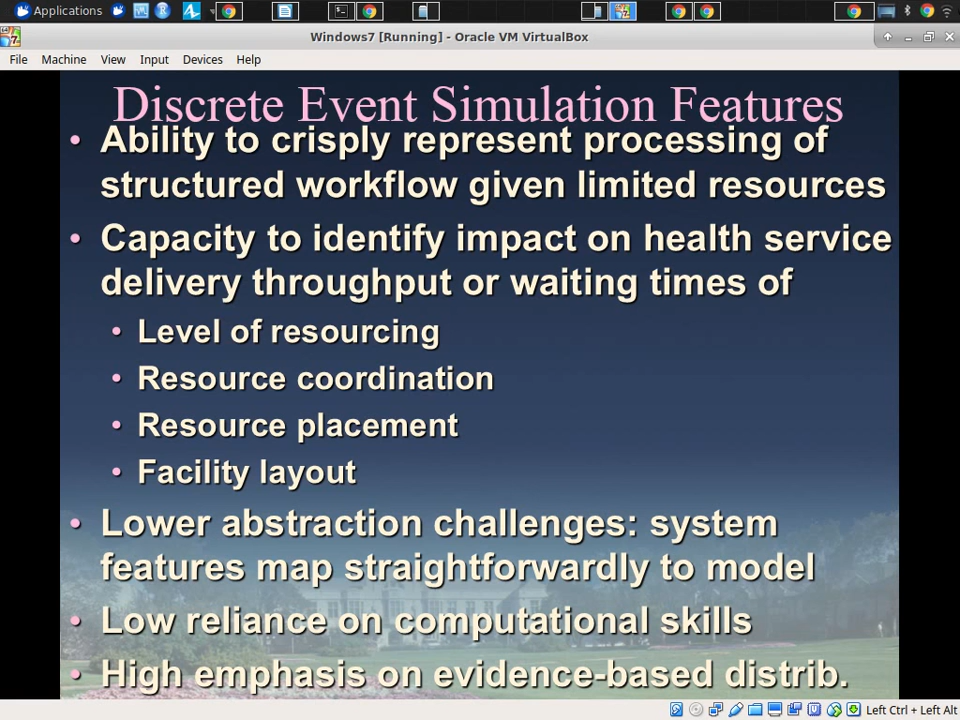 Applications
Windows7 [Running] - Oracle VM VirtualBox
File Machine View Input Devices Help
Discrete Event Simulation Features
• Ability to crisply represent processing of
structured workflow given limited resources
• Capacity to identify impact on health service
delivery throughput or waiting times of
• Level of resourcing
• Resource coordination
• Resource placement
• Facility layout
• Lower abstraction challenges: system
features map straightforwardly to model
• Low reliance on computational skills
• High emphasis on evidence-based distrib.
Left Ctrl + Left Alt